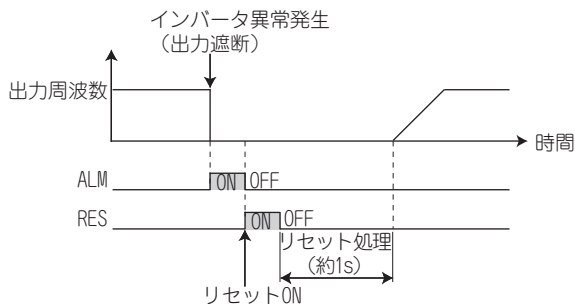 インバータ異常発生
（出力遮断）
出力周波数
時間
ALM
ON OFF
RES
ON OFF
リセット処理
（約1s）
リセットON